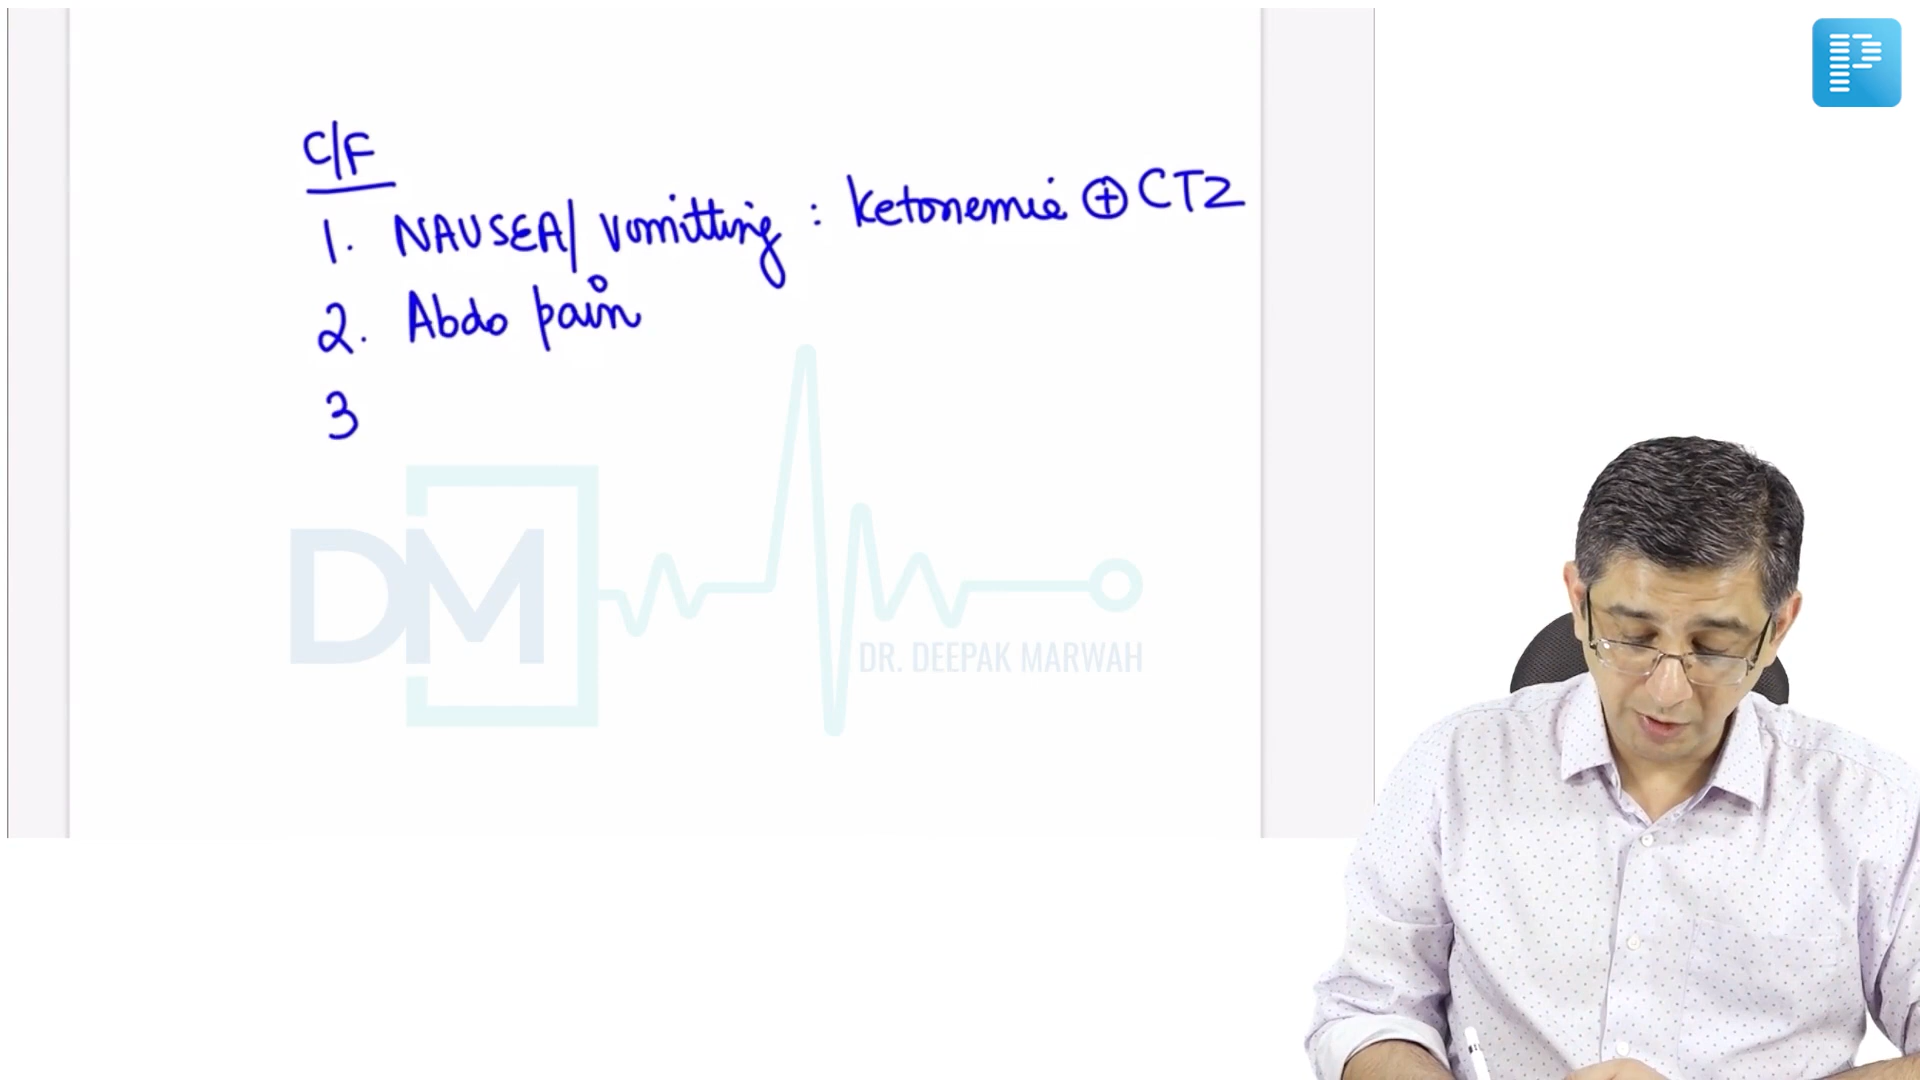 C/F
1. NAUSEA/ vomitting : ketonemia ⊕ CTZ
2. Abdo pain
3
DM
DR. DEEPAK MARWAH